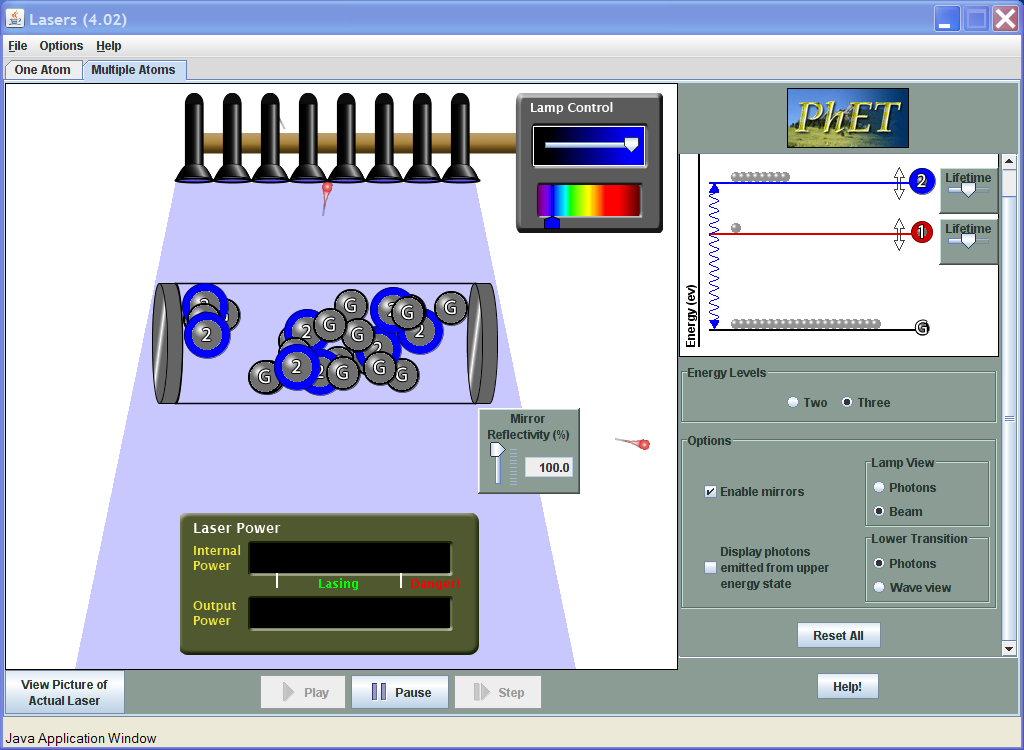 Lasers (4.02)
File Options Help
One Atom Multiple Atoms
Lamp Control
PhET
2 Lifetime
1 Lifetime
Energy (ev)
G
2 G G
2 2 G G 2 G G 2
G 2 2 G 2 G G
Mirror
Reflectivity (%)
100.0
Energy Levels
Two Three
Options
Enable mirrors
Lamp View
Photons
Beam
Display photons
emitted from upper
energy state
Lower Transition
Photons
Wave view
Laser Power
Internal
Power
Lasing Danger!
Output
Power
Reset All
View Picture of
Actual Laser
Play Pause Step
Help!
Java Application Window